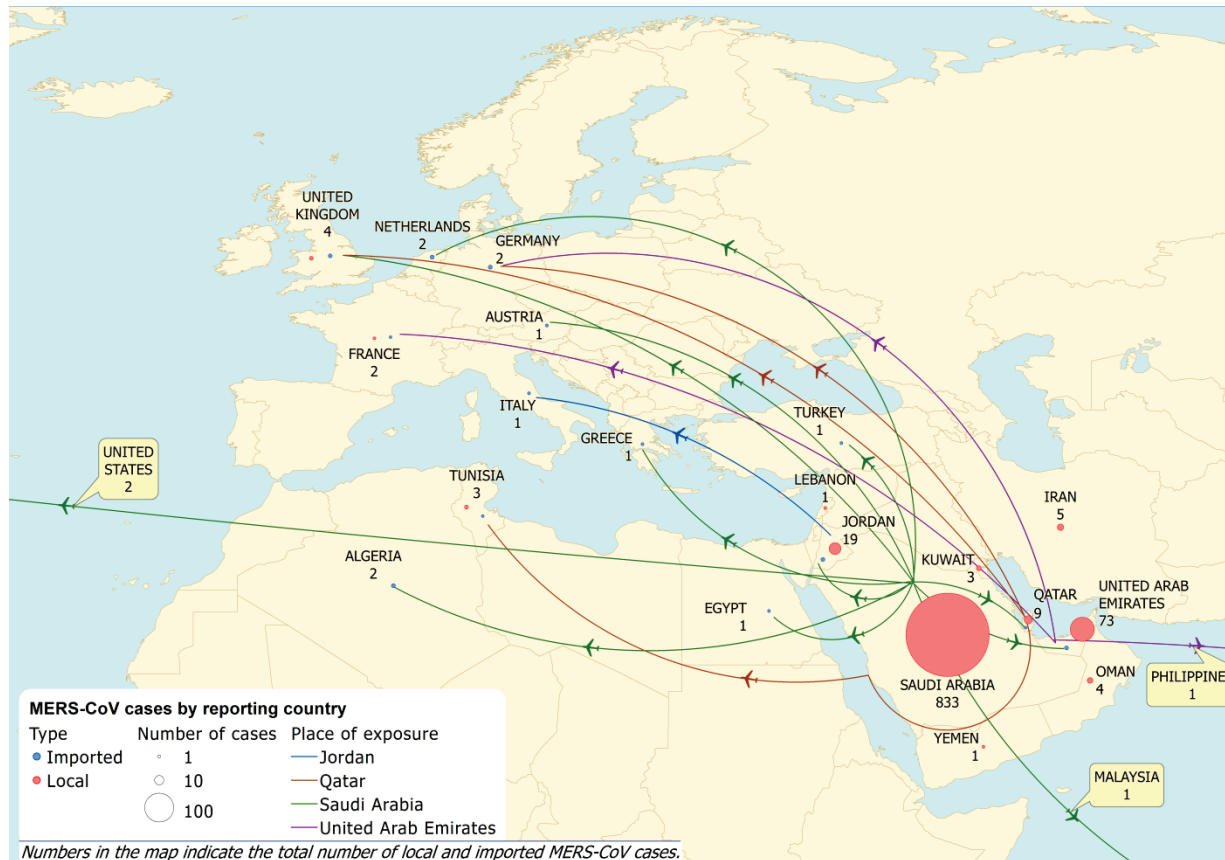 UNITED
KINGDOM
4
NETHERLANDS
2
GERMANY
2
AUSTRIA
1
FRANCE
2
ITALY
1
GREECE
1
TURKEY
1
UNITED
STATES
2
TUNISIA
3
LEBANON
1
JORDAN
19
IRAN
5
ALGERIA
2
EGYPT
1
KUWAIT
3
QATAR
9
UNITED ARAB
EMIRATES
73
SAUDI ARABIA
833
OMAN
4
PHILIPPINE
1
YEMEN
1
MALAYSIA
1
MERS-CoV cases by reporting country
Type
Imported
Local
Number of cases
1
10
100
Place of exposure
Jordan
Qatar
Saudi Arabia
United Arab Emirates
Numbers in the map indicate the total number of local and imported MERS-CoV cases.